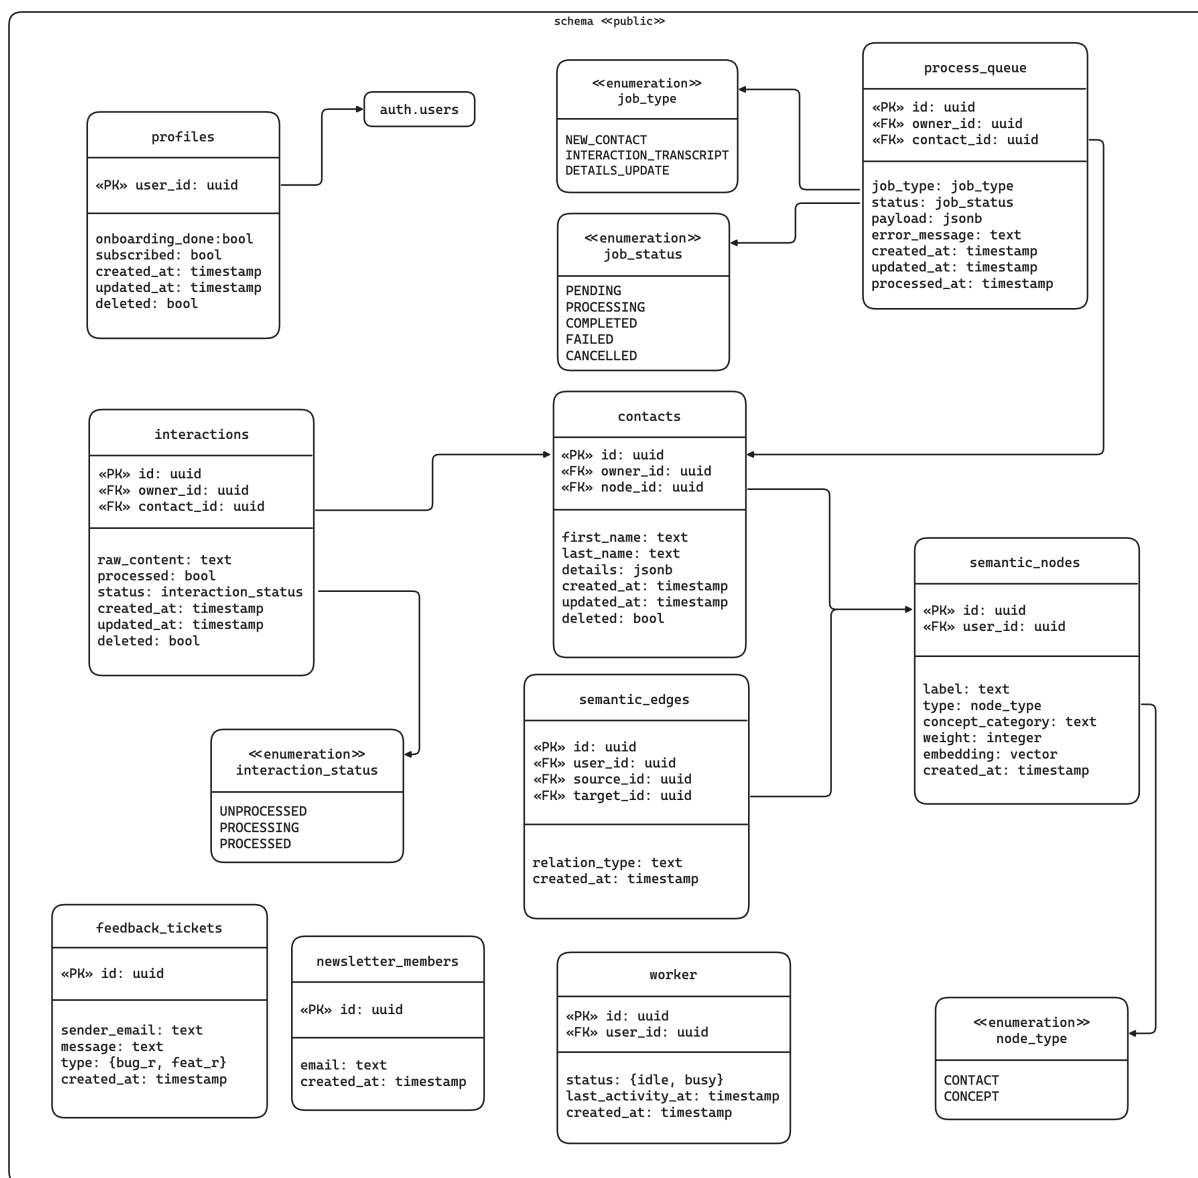 schema <<public>>
profiles
«PK» user_id: uuid
onboarding_done:bool
subscribed: bool
created_at: timestamp
updated_at: timestamp
deleted: bool
auth.users
<<enumeration>>
job_type
NEW_CONTACT
INTERACTION_TRANSCRIPT
DETAILS_UPDATE
process_queue
«PK» id: uuid
«FK» owner_id: uuid
«FK» contact_id: uuid
job_type: job_type
status: job_status
payload: jsonb
error_message: text
created_at: timestamp
updated_at: timestamp
processed_at: timestamp
<<enumeration>>
job_status
PENDING
PROCESSING
COMPLETED
FAILED
CANCELLED
interactions
«PK» id: uuid
«FK» owner_id: uuid
«FK» contact_id: uuid
raw_content: text
processed: bool
status: interaction_status
created_at: timestamp
updated_at: timestamp
deleted: bool
contacts
«PK» id: uuid
«FK» owner_id: uuid
«FK» node_id: uuid
first_name: text
last_name: text
details: jsonb
created_at: timestamp
updated_at: timestamp
deleted: bool
semantic_nodes
«PK» id: uuid
«FK» user_id: uuid
label: text
type: node_type
concept_category: text
weight: integer
embedding: vector
created_at: timestamp
<<enumeration>>
interaction_status
UNPROCESSED
PROCESSING
PROCESSED
semantic_edges
«PK» id: uuid
«FK» user_id: uuid
«FK» source_id: uuid
«FK» target_id: uuid
relation_type: text
created_at: timestamp
feedback_tickets
«PK» id: uuid
sender_email: text
message: text
type: {bug_r, feat_r}
created_at: timestamp
newsletter_members
«PK» id: uuid
email: text
created_at: timestamp
worker
«PK» id: uuid
«FK» user_id: uuid
status: {idle, busy}
last_activity_at: timestamp
created_at: timestamp
<<enumeration>>
node_type
CONTACT
CONCEPT